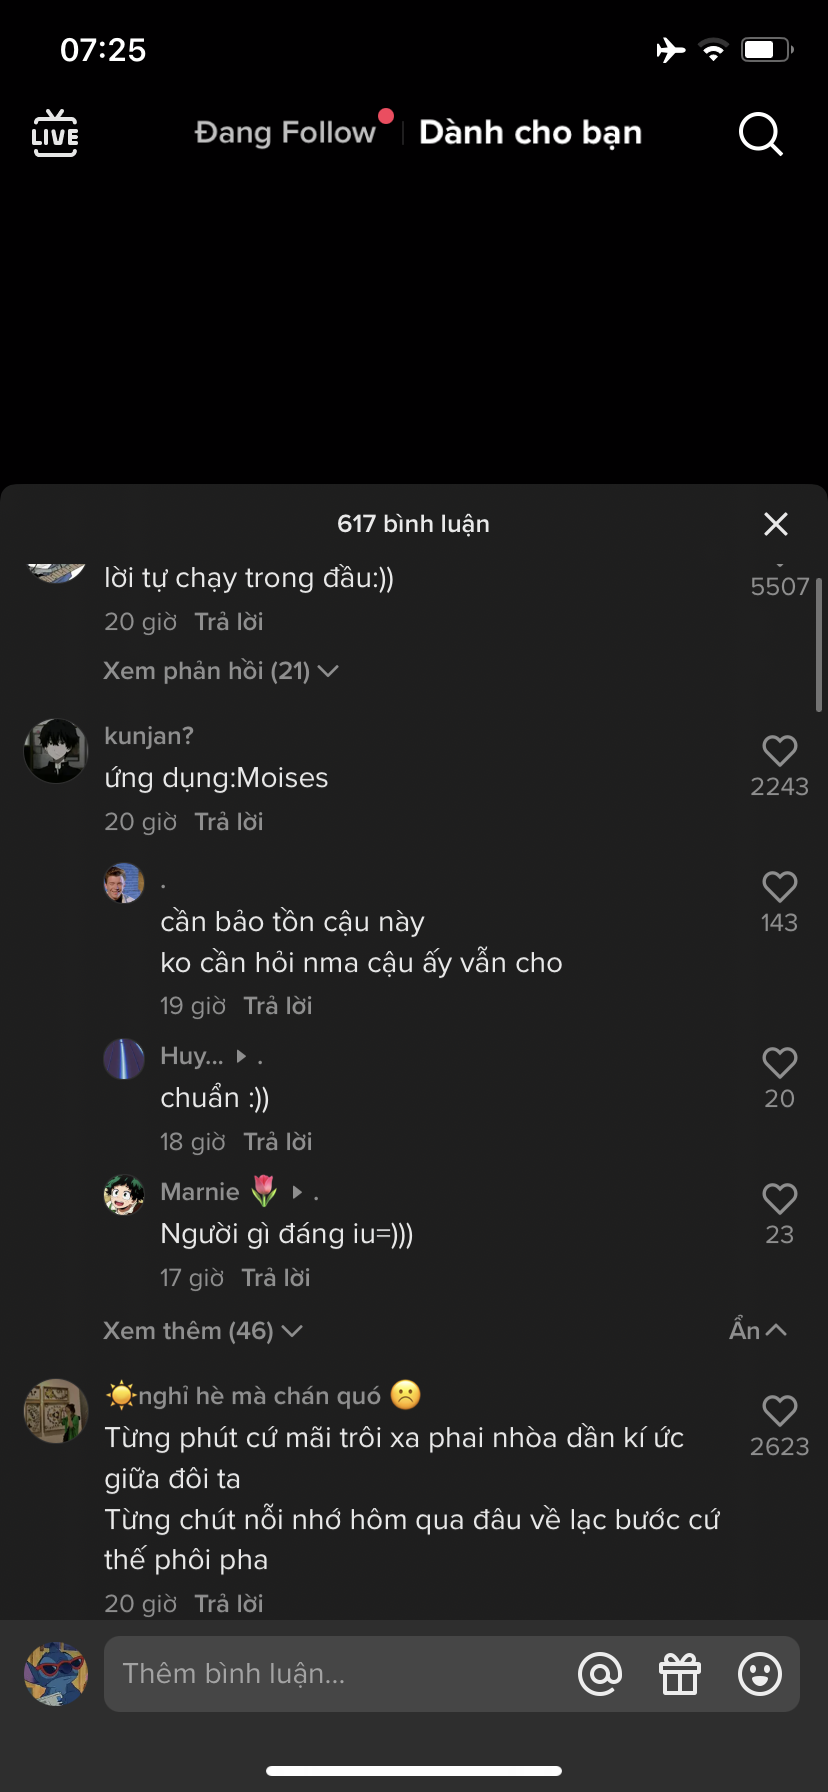 07:25
LIVE
Đang Follow
Dành cho bạn
617 bình luận
lời tự chạy trong đầu:))
5507
20 giờ Trả lời
Xem phản hồi (21)
kunjan?
ứng dụng:Moises
2243
20 giờ Trả lời
.
cần bảo tồn cậu này
143
ko cần hỏi nma cậu ấy vẫn cho
19 giờ Trả lời
Huy... ▸ .
chuẩn :))
20
18 giờ Trả lời
Marnie 🌷 ▸ .
Người gì đáng iu=)))
23
17 giờ Trả lời
Xem thêm (46)
Ẩn
☀️nghỉ hè mà chán quó ☹️
Từng phút cứ mãi trôi xa phai nhòa dần kí ức
2623
giữa đôi ta
Từng chút nỗi nhớ hôm qua đâu về lạc bước cứ
thế phôi pha
20 giờ Trả lời
Thêm bình luận...